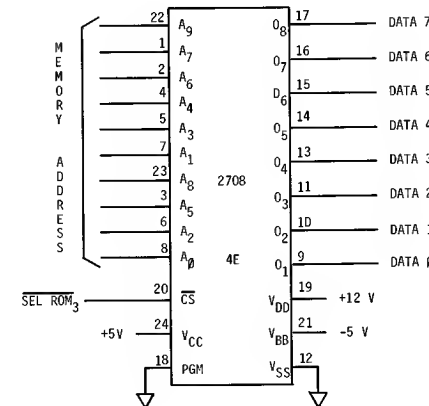 MEMORY ADDRESS
22 A9
1 A7
2 A6
4 A4
5 A3
7 A1
23 A8
3 A5
6 A2
8 A0
SEL ROM3 20 CS
+5V 24 VCC
18 PGM
2708
4E
O8 17 DATA 7
O7 16 DATA 6
D6 15 DATA 5
O5 14 DATA 4
O4 13 DATA 3
O3 11 DATA 2
O2 1D DATA 1
O1 9 DATA 0
VDD 19 +12 V
VBB 21 -5 V
VSS 12